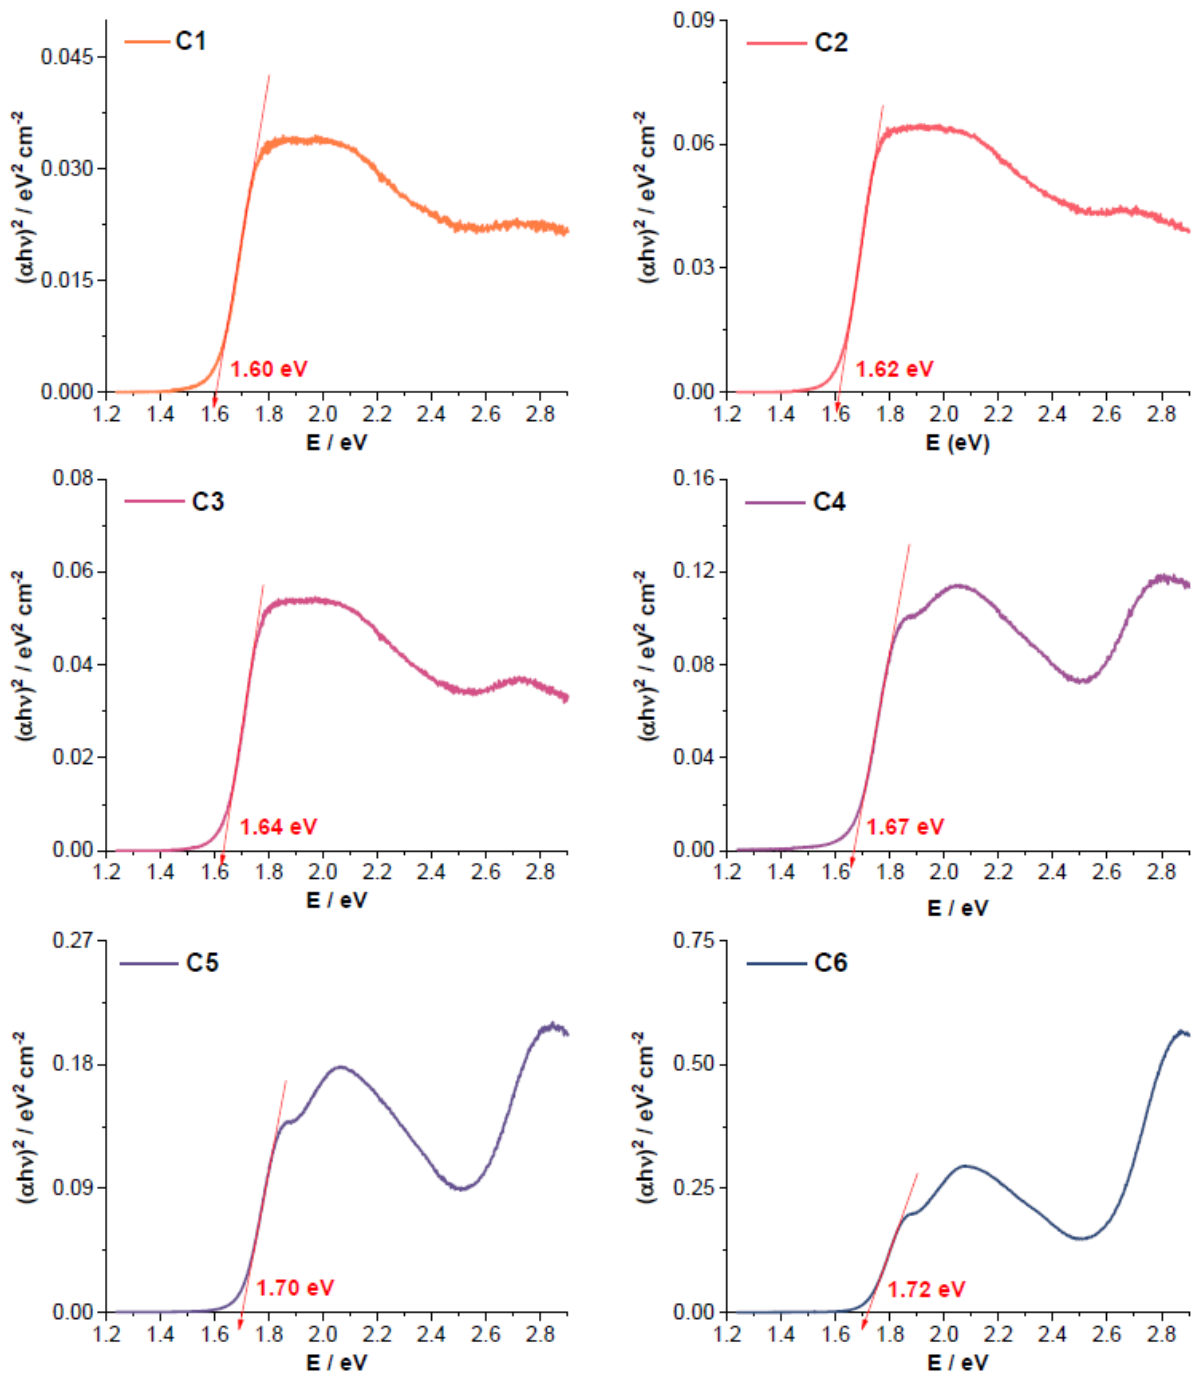 C1
(αhν)² / eV² cm⁻²
0.045
0.030
0.015
0.000
1.60 eV
1.2 1.4 1.6 1.8 2.0 2.2 2.4 2.6 2.8
E / eV
C2
(αhν)² / eV² cm⁻²
0.09
0.06
0.03
0.00
1.62 eV
1.2 1.4 1.6 1.8 2.0 2.2 2.4 2.6 2.8
E (eV)
C3
(αhν)² / eV² cm⁻²
0.08
0.06
0.04
0.02
0.00
1.64 eV
1.2 1.4 1.6 1.8 2.0 2.2 2.4 2.6 2.8
E / eV
C4
(αhν)² / eV² cm⁻²
0.16
0.12
0.08
0.04
0.00
1.67 eV
1.2 1.4 1.6 1.8 2.0 2.2 2.4 2.6 2.8
E / eV
C5
(αhν)² / eV² cm⁻²
0.27
0.18
0.09
0.00
1.70 eV
1.2 1.4 1.6 1.8 2.0 2.2 2.4 2.6 2.8
E / eV
C6
(αhν)² / eV² cm⁻²
0.75
0.50
0.25
0.00
1.72 eV
1.2 1.4 1.6 1.8 2.0 2.2 2.4 2.6 2.8
E / eV